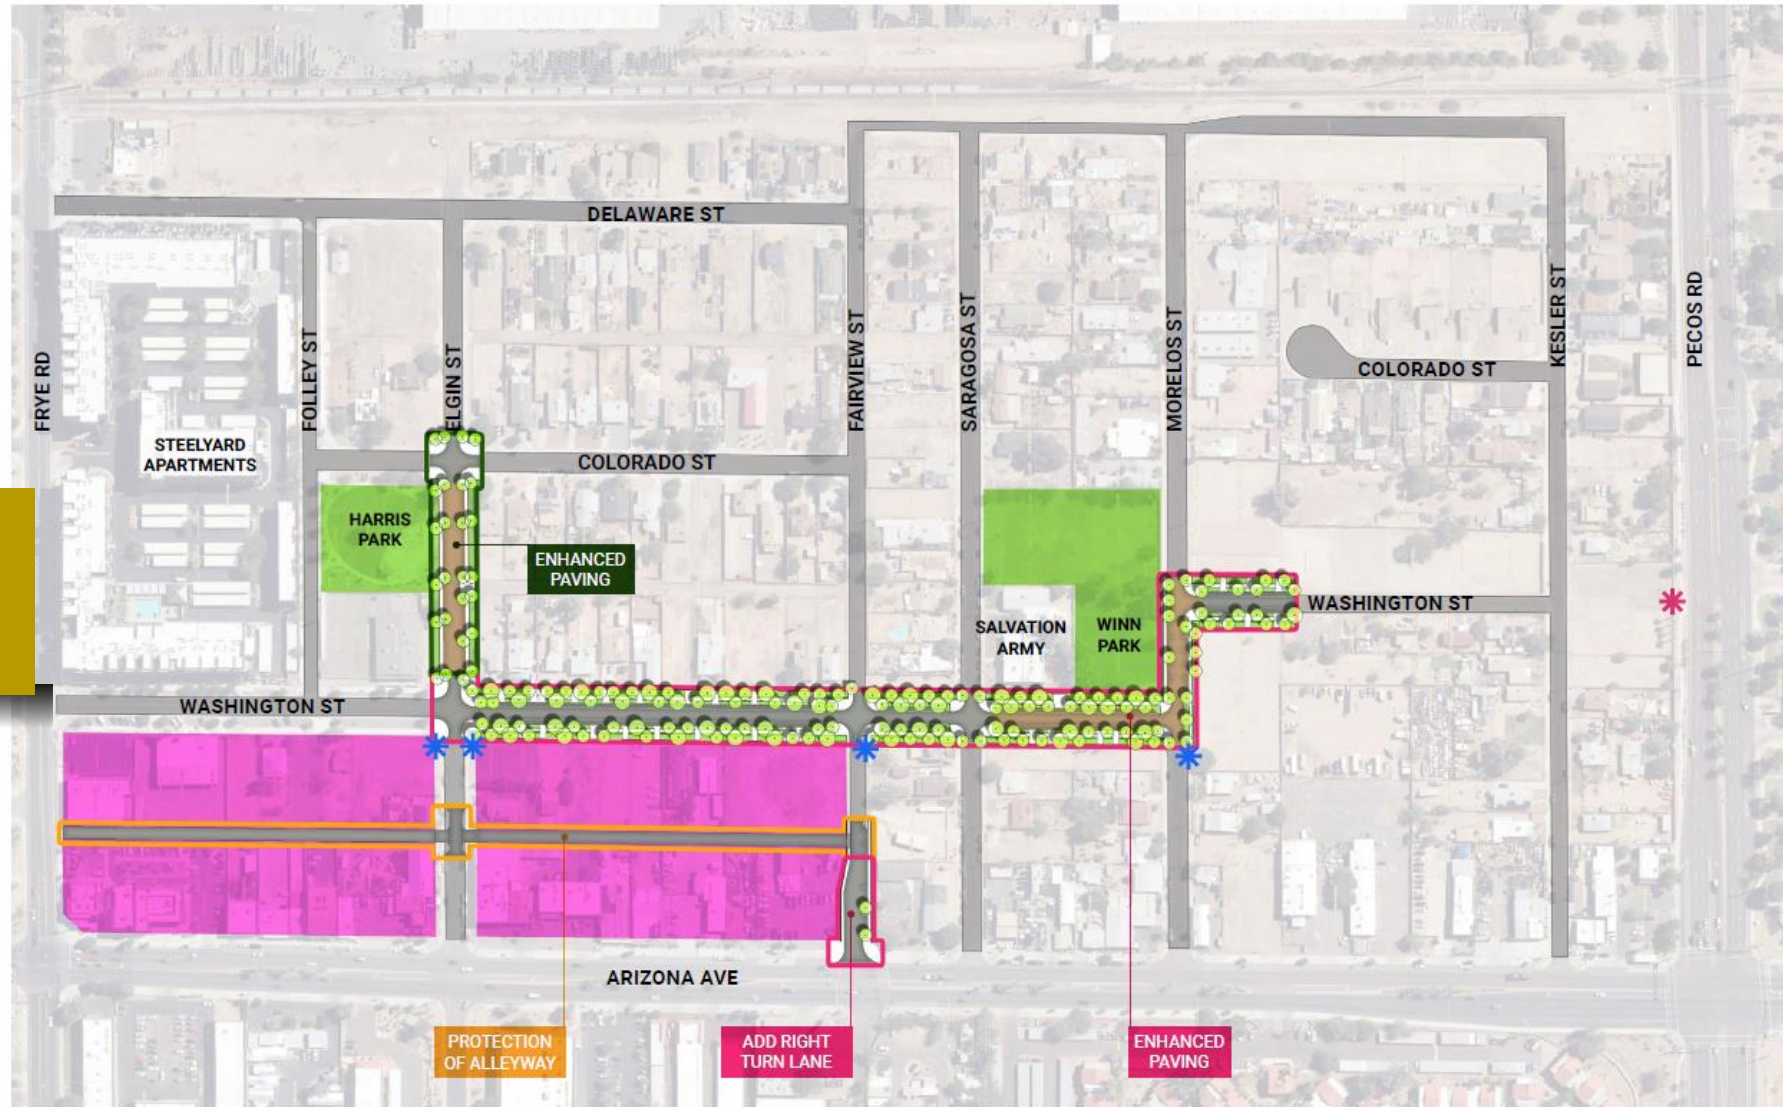 DELAWARE ST
FRYE RD
FOLLEY ST
ELGIN ST
FAIRVIEW ST
SARAGOSA ST
MORELOS ST
KESLER ST
PECOS RD
COLORADO ST
STEELYARD
APARTMENTS
COLORADO ST
HARRIS
PARK
ENHANCED
PAVING
WASHINGTON ST
SALVATION
ARMY
WINN
PARK
WASHINGTON ST
ARIZONA AVE
PROTECTION
OF ALLEYWAY
ADD RIGHT
TURN LANE
ENHANCED
PAVING